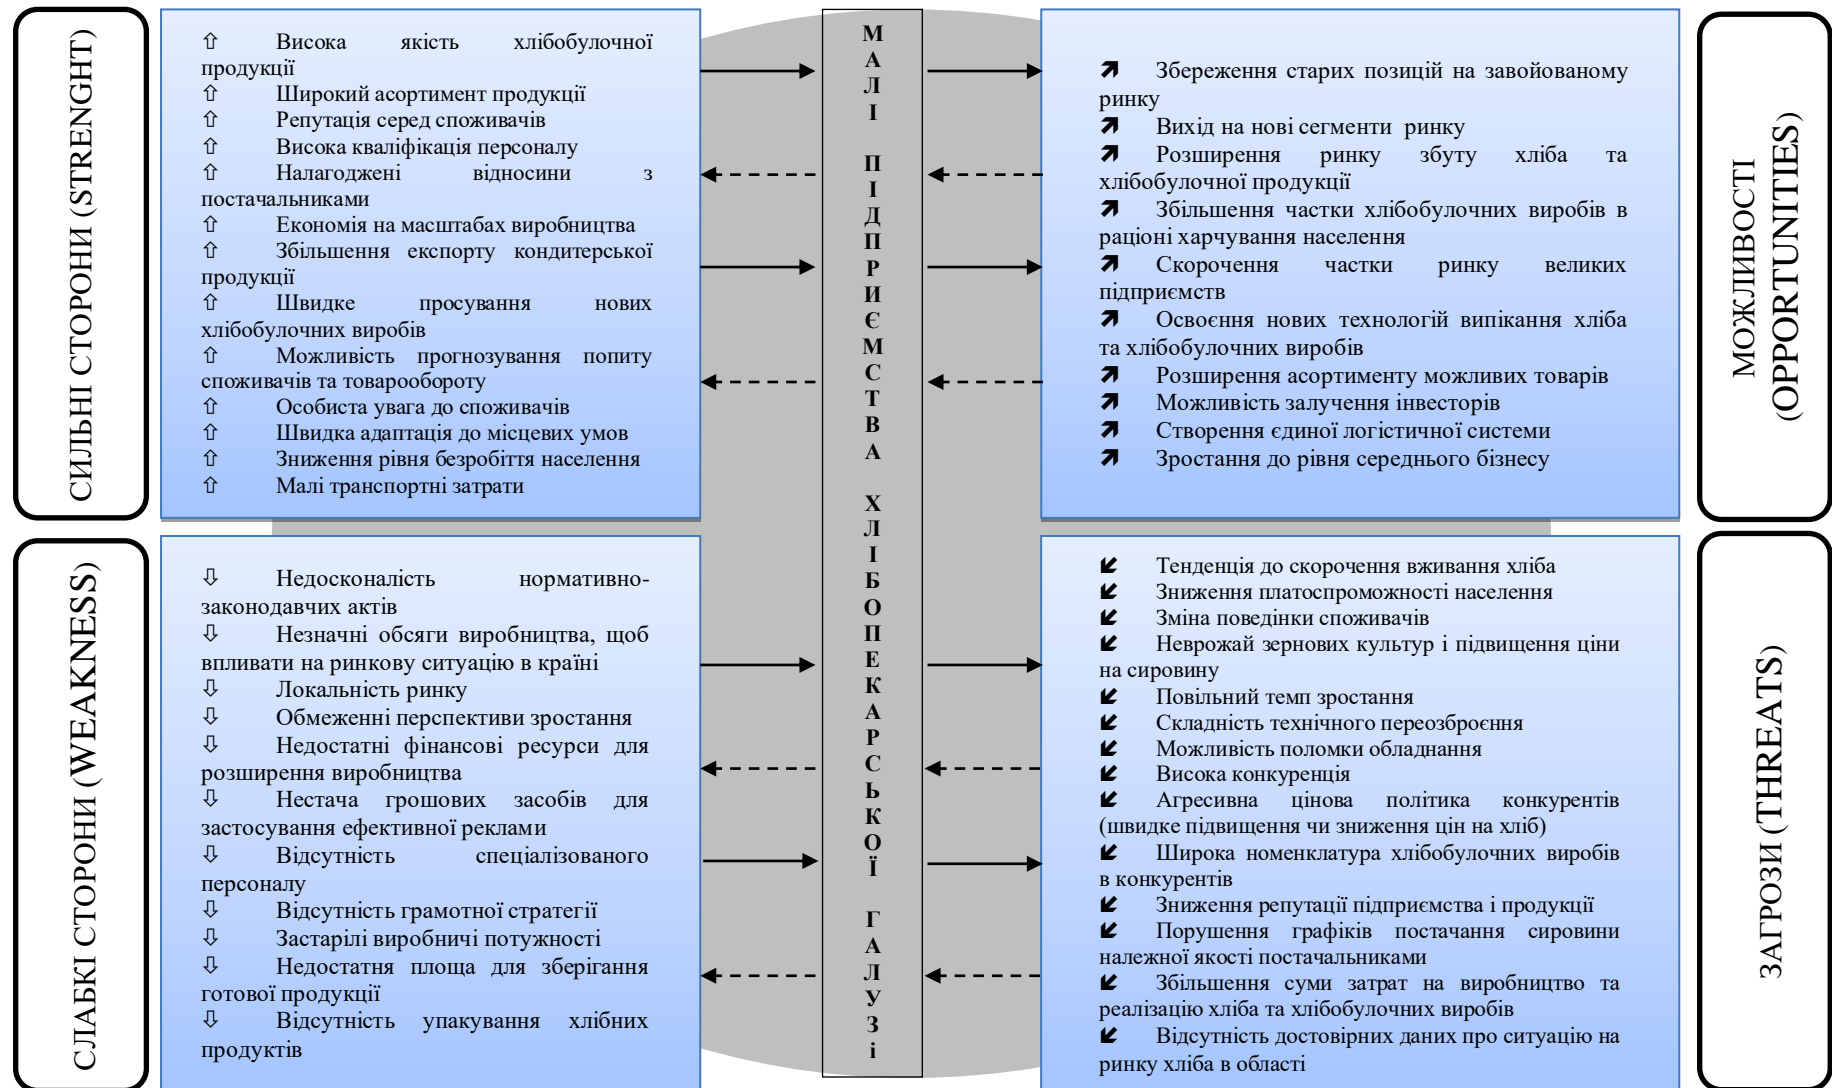 СИЛЬНІ СТОРОНИ (STRENGHT)
⇧ Висока якість хлібобулочної
продукції
⇧ Широкий асортимент продукції
⇧ Репутація серед споживачів
⇧ Висока кваліфікація персоналу
⇧ Налагоджені відносини з
постачальниками
⇧ Економія на масштабах виробництва
⇧ Збільшення експорту кондитерської
продукції
⇧ Швидке просування нових
хлібобулочних виробів
⇧ Можливість прогнозування попиту
споживачів та товарообороту
⇧ Особиста увага до споживачів
⇧ Швидка адаптація до місцевих умов
⇧ Зниження рівня безробіття населення
⇧ Малі транспортні затрати
МАЛІ ПІДПРИЄМСТВА ХЛІБОПЕКАРСЬКОЇ ГАЛУЗі
🡽 Збереження старих позицій на завойованому
ринку
🡽 Вихід на нові сегменти ринку
🡽 Розширення ринку збуту хліба та
хлібобулочної продукції
🡽 Збільшення частки хлібобулочних виробів в
раціоні харчування населення
🡽 Скорочення частки ринку великих
підприємств
🡽 Освоєння нових технологій випікання хліба
та хлібобулочних виробів
🡽 Розширення асортименту можливих товарів
🡽 Можливість залучення інвесторів
🡽 Створення єдиної логістичної системи
🡽 Зростання до рівня середнього бізнесу
МОЖЛИВОСТІ
(OPPORTUNITIES)
СЛАБКІ СТОРОНИ (WEAKNESS)
⇩ Недосконалість нормативно-
законодавчих актів
⇩ Незначні обсяги виробництва, щоб
впливати на ринкову ситуацію в країні
⇩ Локальність ринку
⇩ Обмеженні перспективи зростання
⇩ Недостатні фінансові ресурси для
розширення виробництва
⇩ Нестача грошових засобів для
застосування ефективної реклами
⇩ Відсутність спеціалізованого
персоналу
⇩ Відсутність грамотної стратегії
⇩ Застарілі виробничі потужності
⇩ Недостатня площа для зберігання
готової продукції
⇩ Відсутність упакування хлібних
продуктів
🡿 Тенденція до скорочення вживання хліба
🡿 Зниження платоспроможності населення
🡿 Зміна поведінки споживачів
🡿 Неврожай зернових культур і підвищення ціни
на сировину
🡿 Повільний темп зростання
🡿 Складність технічного переозброєння
🡿 Можливість поломки обладнання
🡿 Висока конкуренція
🡿 Агресивна цінова політика конкурентів
(швидке підвищення чи зниження цін на хліб)
🡿 Широка номенклатура хлібобулочних виробів
в конкурентів
🡿 Зниження репутації підприємства і продукції
🡿 Порушення графіків постачання сировини
належної якості постачальниками
🡿 Збільшення суми затрат на виробництво та
реалізацію хліба та хлібобулочних виробів
🡿 Відсутність достовірних даних про ситуацію на
ринку хліба в області
ЗАГРОЗИ (THREATS)